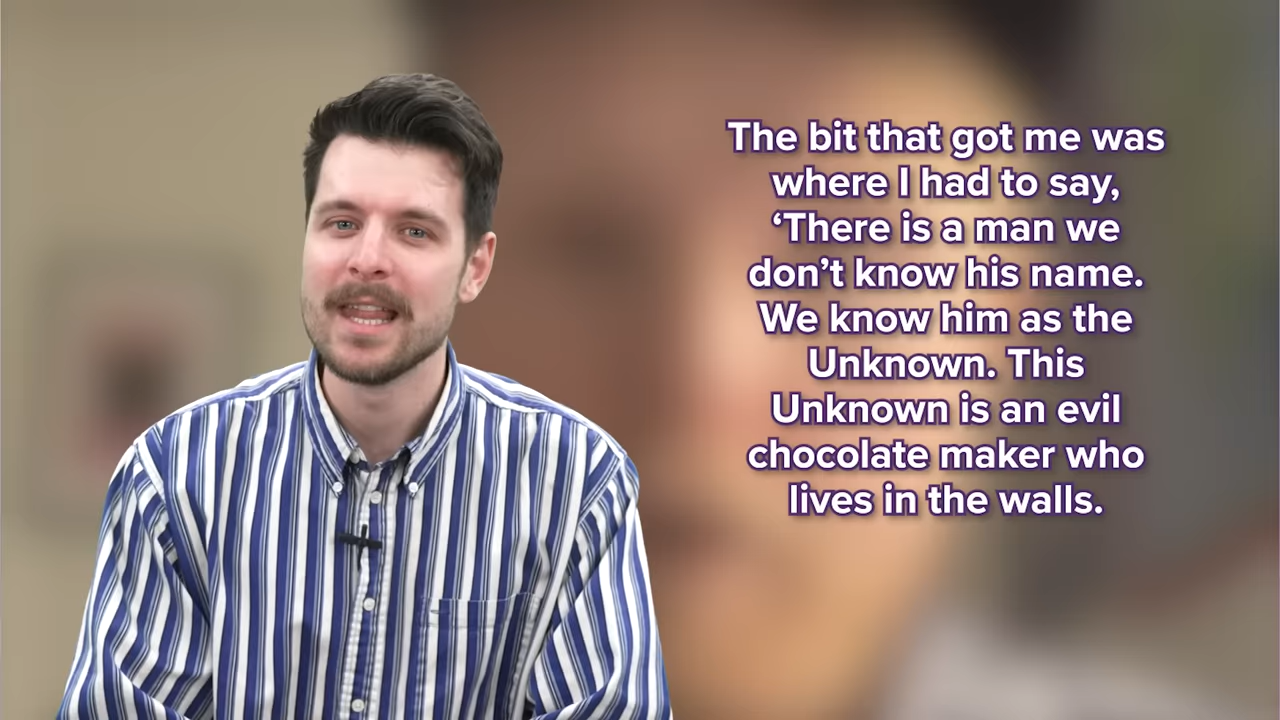 The bit that got me was
where I had to say,
‘There is a man we
don’t know his name.
We know him as the
Unknown. This
Unknown is an evil
chocolate maker who
lives in the walls.